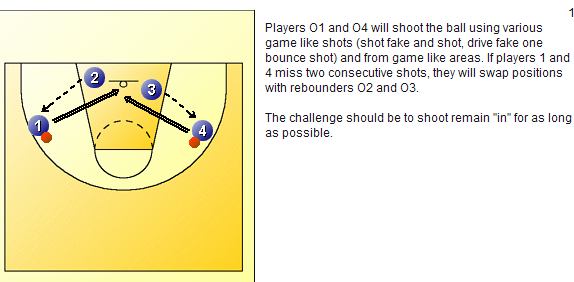 1
Players O1 and O4 will shoot the ball using various
game like shots (shot fake and shot, drive fake one
bounce shot) and from game like areas. If players 1 and
4 miss two consecutive shots, they will swap positions
with rebounders O2 and O3.
The challenge should be to shoot remain "in" for as long
as possible.
2
3
1
4